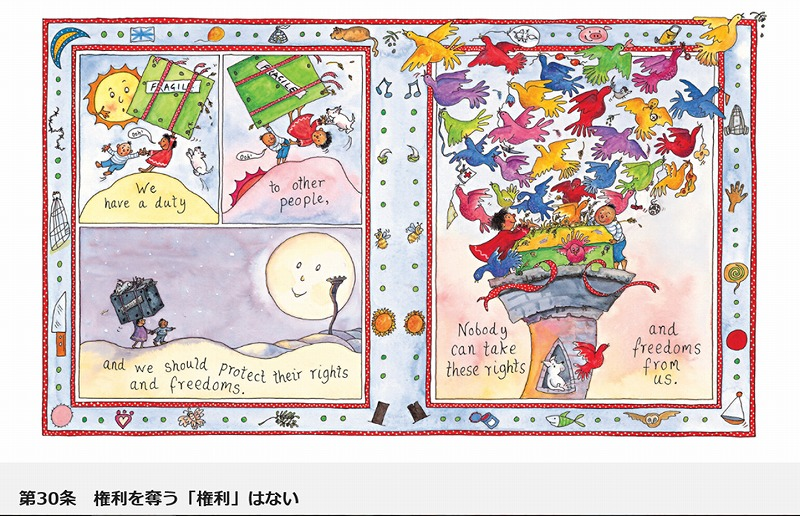 FRAGILE
Ooh!
We
have a duty
FRAGILE
Ooh!
to other
people,
and we should protect their rights
and freedoms.
Nobody
can take
these rights
and
freedoms
from
us.
第30条　権利を奪う「権利」はない